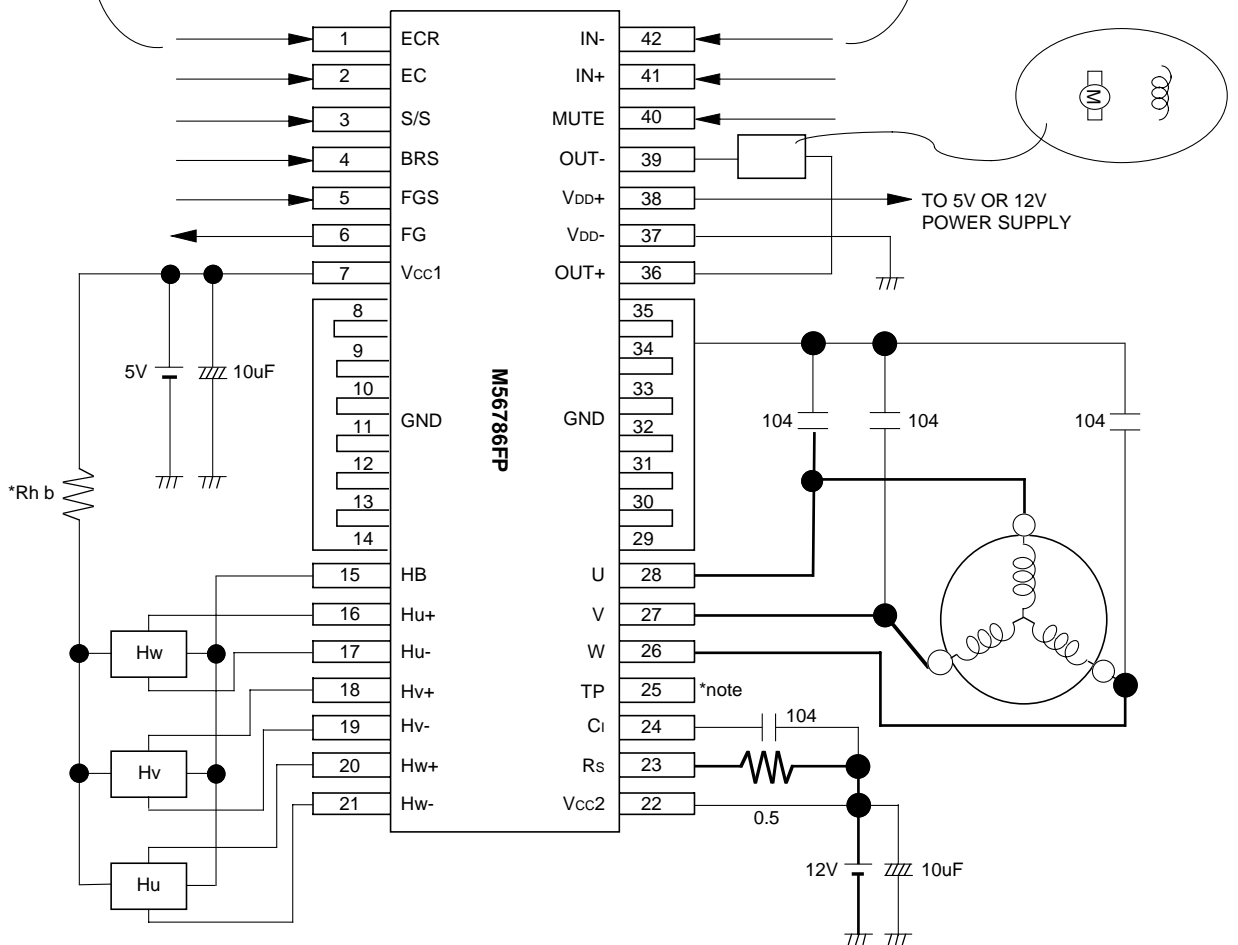 1 ECR
2 EC
3 S/S
4 BRS
5 FGS
6 FG
7 Vcc1
8
9
10
11
12
13
14
GND
5V
10uF
*Rh b
15 HB
16 Hu+
17 Hu-
18 Hv+
19 Hv-
20 Hw+
21 Hw-
Hw
Hv
Hu
M56786FP
IN- 42
IN+ 41
MUTE 40
OUT- 39
VDD+ 38
VDD- 37
OUT+ 36
M
TO 5V OR 12V
POWER SUPPLY
35
34
33
32
31
30
29
GND
104
104
104
U 28
V 27
W 26
TP 25 *note
CI 24
104
Rs 23
Vcc2 22
0.5
12V
10uF